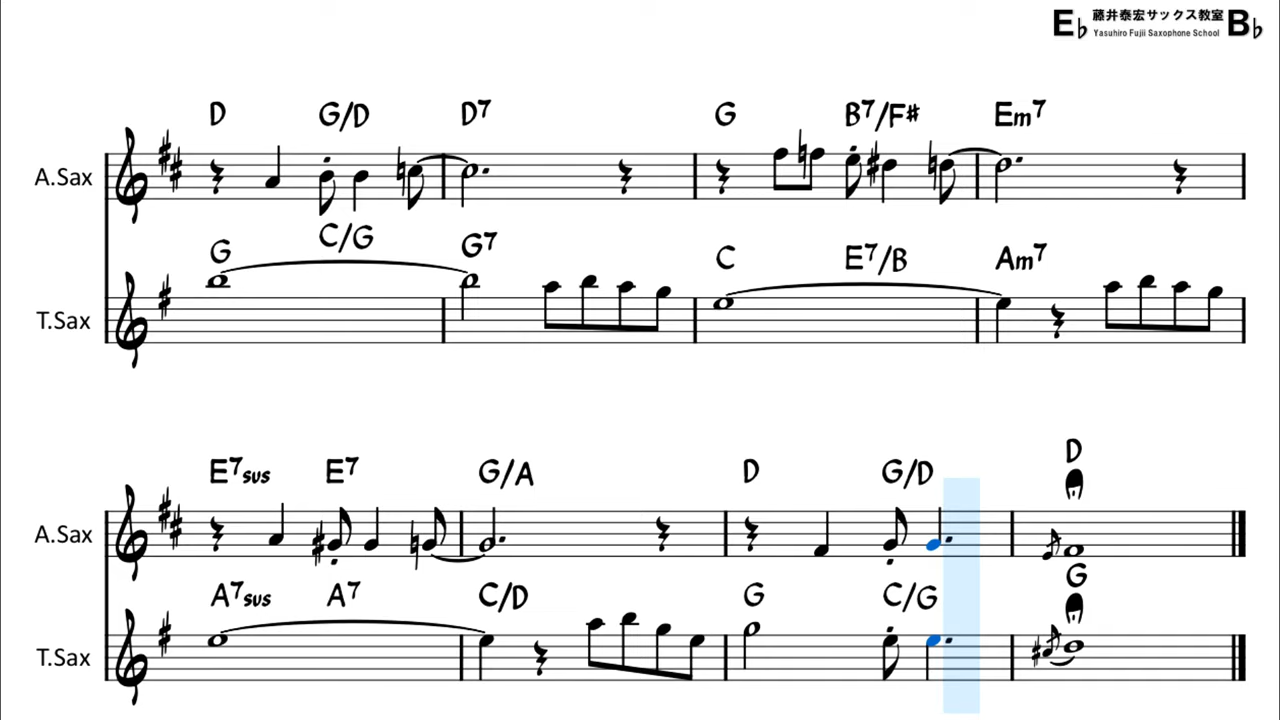 E♭ 藤井泰宏サックス教室 B♭
Yasuhiro Fujii Saxophone School
D G/D D7 G B7/F# Em7
A.Sax
G C/G G7 C E7/B Am7
T.Sax
E7sus E7 G/A D G/D D
A.Sax
A7sus A7 C/D G C/G G
T.Sax